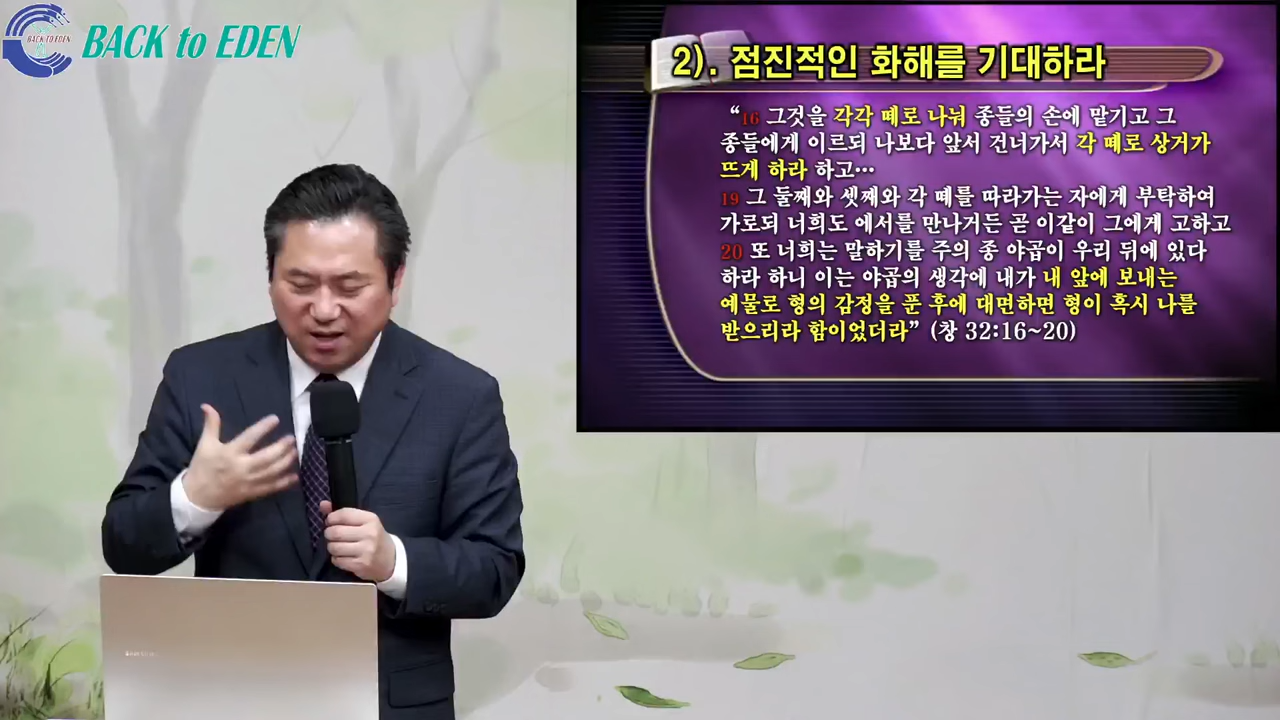 BACK TO EDEN
BACK to EDEN
2). 점진적인 화해를 기대하라
“16 그것을 각각 떼로 나눠 종들의 손에 맡기고 그
종들에게 이르되 나보다 앞서 건너가서 각 떼로 상거가
뜨게 하라 하고…
19 그 둘째와 셋째와 각 떼를 따라가는 자에게 부탁하여
가로되 너희도 에서를 만나거든 곧 이같이 그에게 고하고
20 또 너희는 말하기를 주의 종 야곱이 우리 뒤에 있다
하라 하니 이는 야곱의 생각에 내가 내 앞에 보내는
예물로 형의 감정을 푼 후에 대면하면 형이 혹시 나를
받으리라 함이었더라” (창 32:16~20)